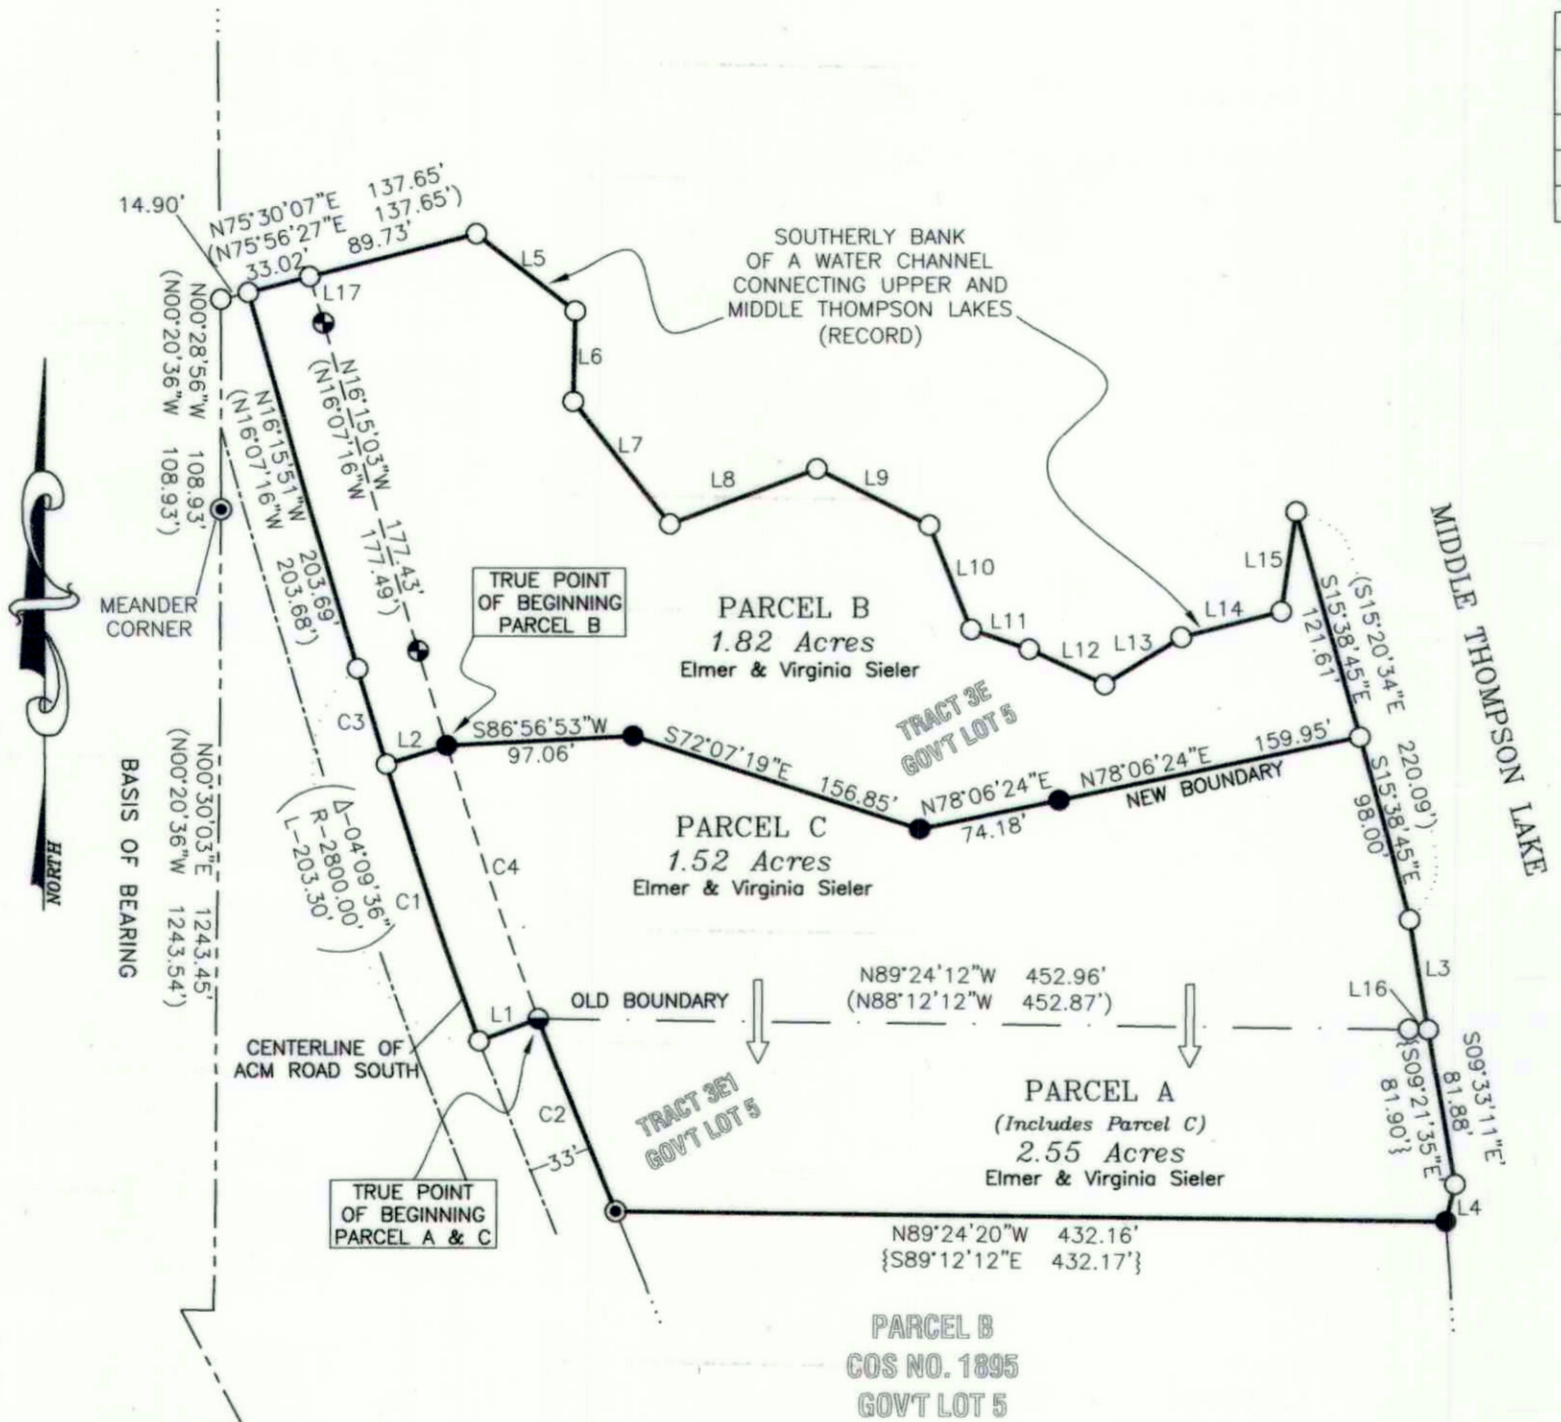 N75°30'07"E 137.65'
(N75°56'27"E 137.65')
14.90'
33.02'
89.73'
L17
L5
SOUTHERLY BANK
OF A WATER CHANNEL
CONNECTING UPPER AND
MIDDLE THOMPSON LAKES
(RECORD)
N00°28'56"W 108.93'
(N00°20'36"W 108.93')
L6
N16°15'03"W 177.43'
(N16°07'16"W 177.49')
N16°15'51"W 203.69'
(N16°07'16"W 203.68')
L7
L8
L9
L10
L11
L12
L13
L14
L15
MEANDER
CORNER
TRUE POINT
OF BEGINNING
PARCEL B
PARCEL B
1.82 Acres
Elmer & Virginia Sieler
TRACT 3E
GOV'T LOT 5
(S15°20'34"E 220.09')
S15°38'45"E
121.61'
MIDDLE THOMPSON LAKE
C3
L2
S86°56'53"W
97.06'
S72°07'19"E 156.85'
N78°06'24"E
74.18'
N78°06'24"E 159.95'
NEW BOUNDARY
S15°38'45"E
98.00'
N00°30'03"E 1243.45'
(N00°20'36"W 1243.54')
BASIS OF BEARING
NORTH
(Δ-04°09'36"
R-2800.00'
L-203.30')
C1
C4
PARCEL C
1.52 Acres
Elmer & Virginia Sieler
L3
L16
N89°24'12"W 452.96'
(N88°12'12"W 452.87')
OLD BOUNDARY
L1
CENTERLINE OF
ACM ROAD SOUTH
C2
33'
TRACT 3E1
GOV'T LOT 5
PARCEL A
(Includes Parcel C)
2.55 Acres
Elmer & Virginia Sieler
S09°33'11"E'
81.88'
{S09°21'35"E'
81.90'}
L4
TRUE POINT
OF BEGINNING
PARCEL A & C
N89°24'20"W 432.16'
{S89°12'12"E 432.17'}
PARCEL B
COS NO. 1895
GOV'T LOT 5